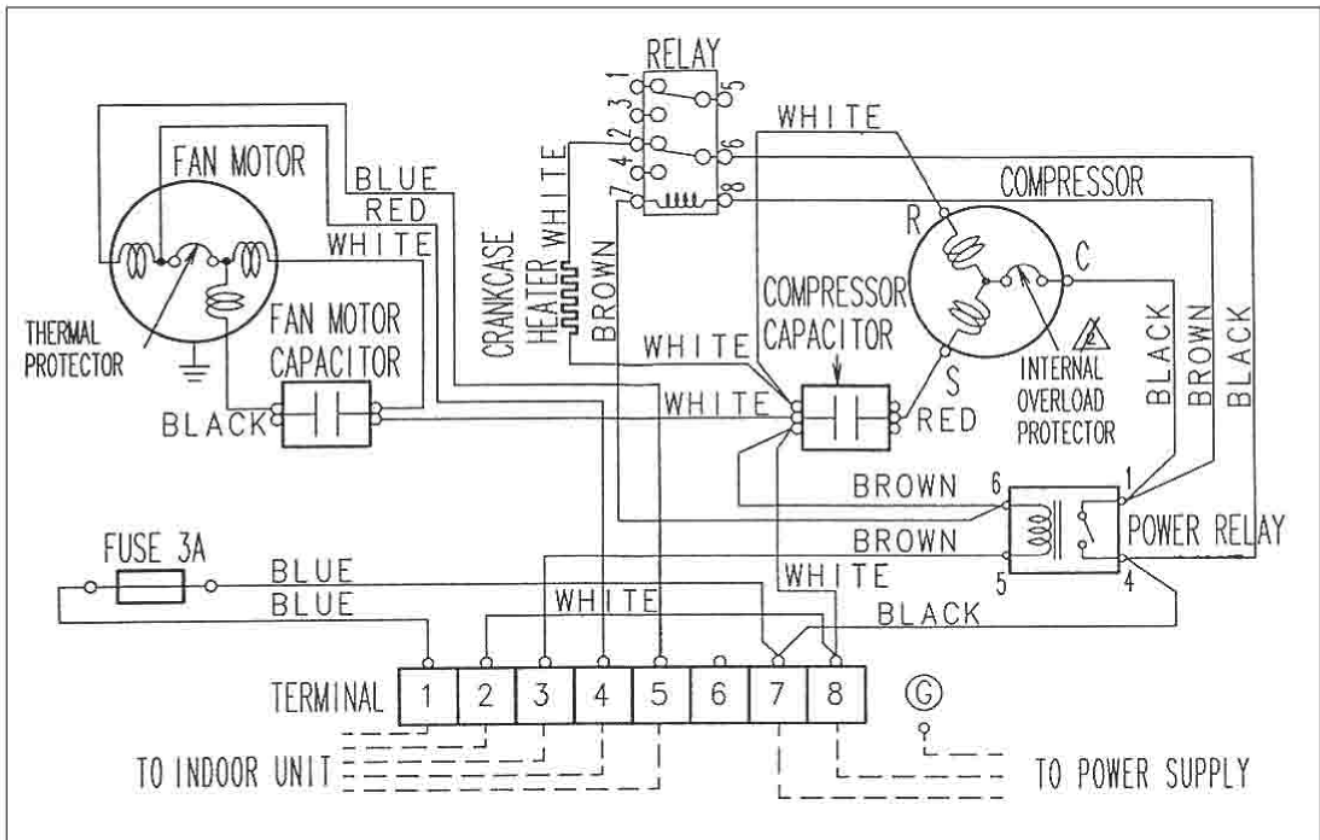 RELAY
1
5
3
2
6
4
7
8
WHITE
FAN MOTOR
BLUE
RED
WHITE
WHITE
COMPRESSOR
R
C
S
THERMAL
PROTECTOR
FAN MOTOR
CAPACITOR
BLACK
CRANKCASE
HEATER
BROWN
COMPRESSOR
CAPACITOR
WHITE
WHITE
RED
2
INTERNAL
OVERLOAD
PROTECTOR
BLACK
BROWN
BLACK
BROWN
6
1
POWER RELAY
BROWN
5
4
FUSE 3A
BLUE
BLUE
WHITE
WHITE
BLACK
TERMINAL
1
2
3
4
5
6
7
8
G
TO INDOOR UNIT
TO POWER SUPPLY